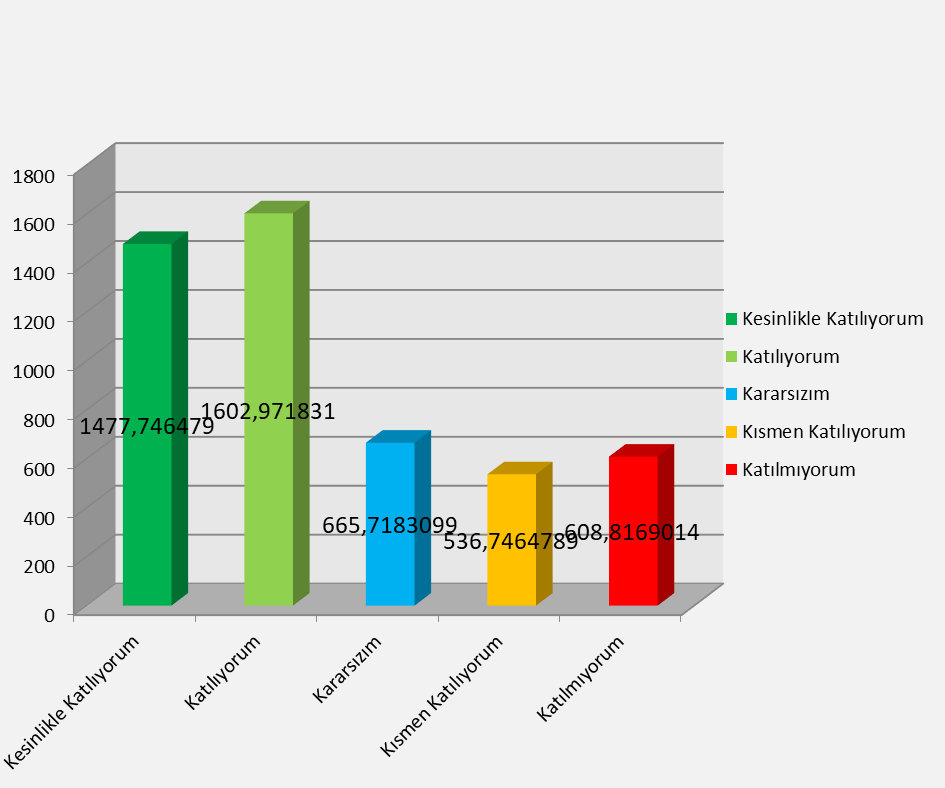 1800
1600
1400
1200
1000
800
600
400
200
0
1477,746479
1602,971831
665,7183099
536,7464789
608,8169014
Kesinlikle Katılıyorum
Katılıyorum
Kararsızım
Kısmen Katılıyorum
Katılmıyorum
Kesinlikle Katılıyorum
Katılıyorum
Kararsızım
Kısmen Katılıyorum
Katılmıyorum